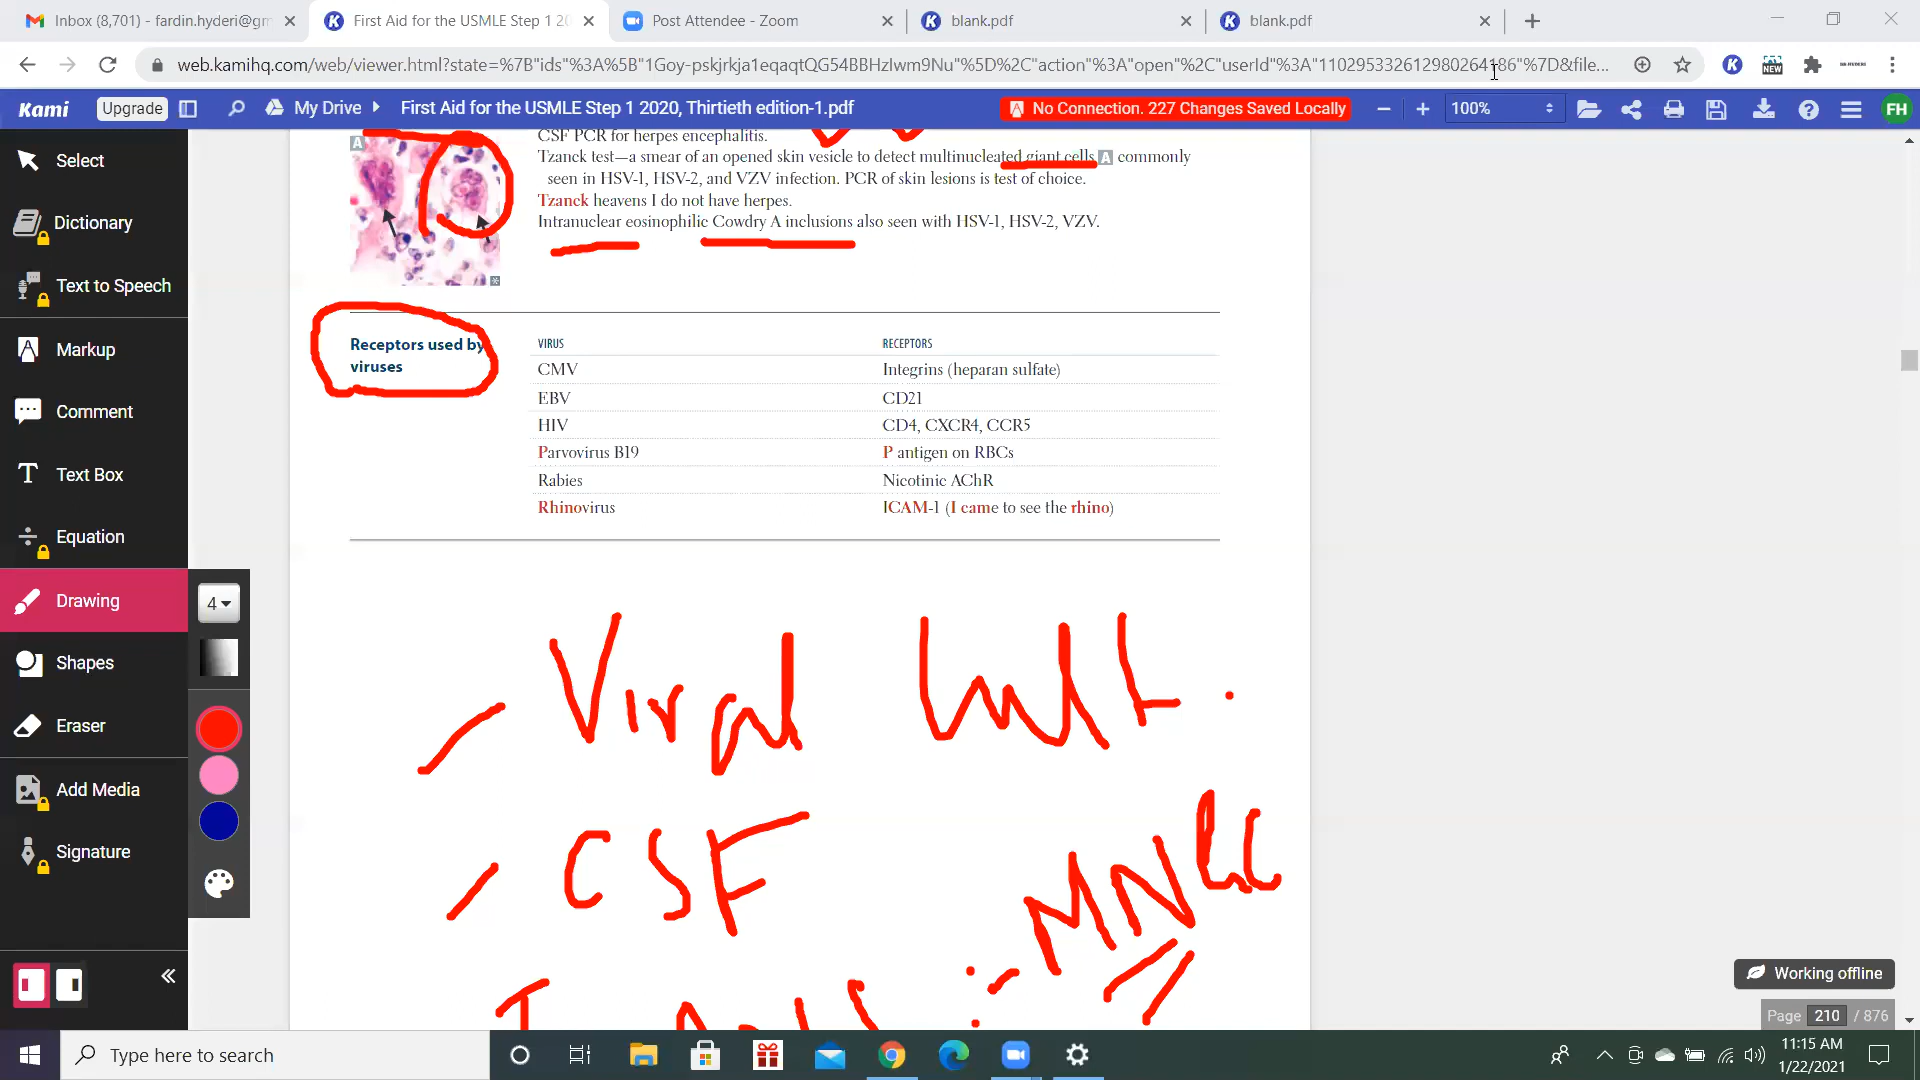 Inbox (8,701) - fardin.hyderi@gm
First Aid for the USMLE Step 1 20
Post Attendee - Zoom
blank.pdf
blank.pdf
web.kamihq.com/web/viewer.html?state=%7B"ids"%3A%5B"1Goy-pskjrkja1eqaqtQG54BBHzIwm9Nu"%5D%2C"action"%3A"open"%2C"userId"%3A"110295332612980264186"%7D&file...
NEW
Kami
Upgrade
My Drive
First Aid for the USMLE Step 1 2020, Thirtieth edition-1.pdf
No Connection. 227 Changes Saved Locally
100%
FH
Select
Dictionary
Text to Speech
Markup
Comment
Text Box
Equation
Drawing
Shapes
Eraser
Add Media
Signature
4
A
CSF PCR for herpes encephalitis.
Tzanck test—a smear of an opened skin vesicle to detect multinucleated giant cells A commonly
seen in HSV-1, HSV-2, and VZV infection. PCR of skin lesions is test of choice.
Tzanck heavens I do not have herpes.
Intranuclear eosinophilic Cowdry A inclusions also seen with HSV-1, HSV-2, VZV.
Receptors used by
viruses
VIRUS RECEPTORS
CMV Integrins (heparan sulfate)
EBV CD21
HIV CD4, CXCR4, CCR5
Parvovirus B19 P antigen on RBCs
Rabies Nicotinic AChR
Rhinovirus ICAM-1 (I came to see the rhino)
- Viral
- CSF
MNGC
Working offline
Page 210 / 876
Type here to search
11:15 AM
1/22/2021